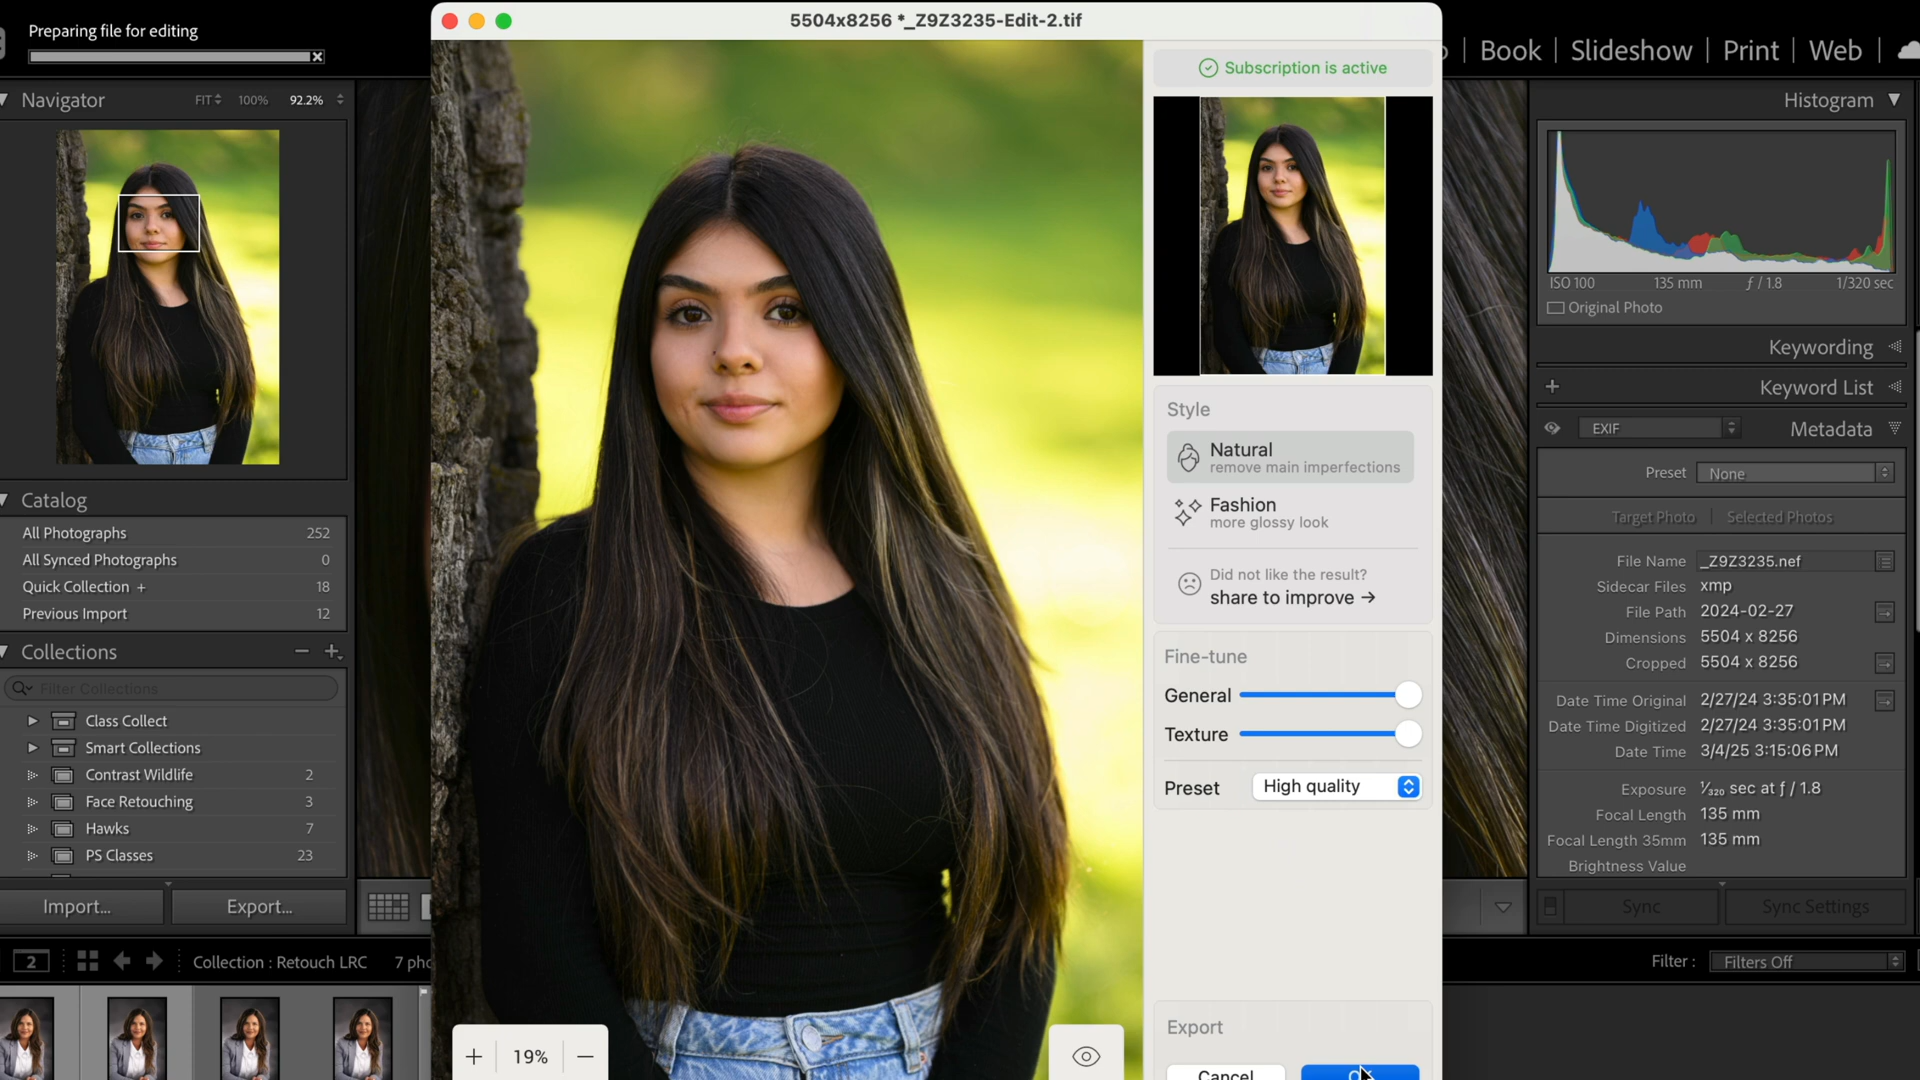 Preparing file for editing
5504x8256 *_Z9Z3235-Edit-2.tif
Book | Slideshow | Print | Web
Navigator FIT 100% 92.2%
Catalog
All Photographs 252
All Synced Photographs 0
Quick Collection + 18
Previous Import 12
Collections
Filter Collections
Class Collect
Smart Collections
Contrast Wildlife 2
Face Retouching 3
Hawks 7
PS Classes 23
Import... Export...
2 Collection : Retouch LRC 7
+ 19% −
Subscription is active
Style
Natural
remove main imperfections
Fashion
more glossy look
Did not like the result?
share to improve →
Fine-tune
General
Texture
Preset High quality
Export
Cancel
Histogram
ISO 100 135 mm ƒ / 1.8 1/320 sec
Original Photo
Keywording
Keyword List
EXIF Metadata
Preset None
Target Photo Selected Photos
File Name _Z9Z3235.nef
Sidecar Files xmp
File Path 2024-02-27
Dimensions 5504 x 8256
Cropped 5504 x 8256
Date Time Original 2/27/24 3:35:01 PM
Date Time Digitized 2/27/24 3:35:01 PM
Date Time 3/4/25 3:15:06 PM
Exposure 1/320 sec at ƒ / 1.8
Focal Length 135 mm
Focal Length 35mm 135 mm
Brightness Value
Sync Sync Settings
Filter : Filters Off